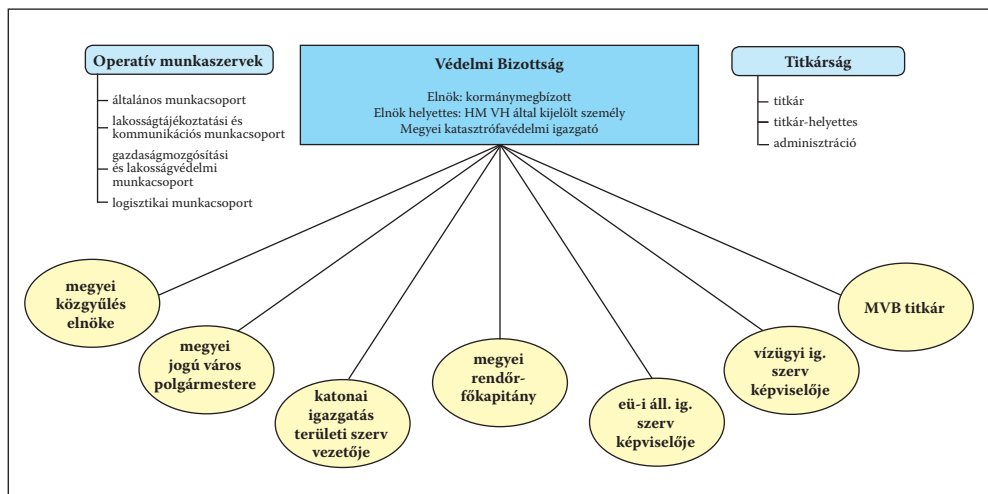 Operatív munkaszervek
általános munkacsoport
lakosságtájékoztatási és
kommunikációs munkacsoport
gazdaságmozgósítási
és lakosságvédelmi
munkacsoport
logisztikai munkacsoport
Védelmi Bizottság
Elnök: kormánymegbízott
Elnök helyettes: HM VH által kijelölt személy
Megyei katasztrófavédelmi igazgató
Titkárság
titkár
titkár-helyettes
adminisztráció
megyei
közgyűlés
elnöke
megyei
jogú város
polgármestere
katonai
igazgatás
területi szerv
vezetője
megyei
rendőr-
főkapitány
eü-i áll. ig.
szerv
képviselője
vízügyi ig.
szerv
képviselője
MVB titkár